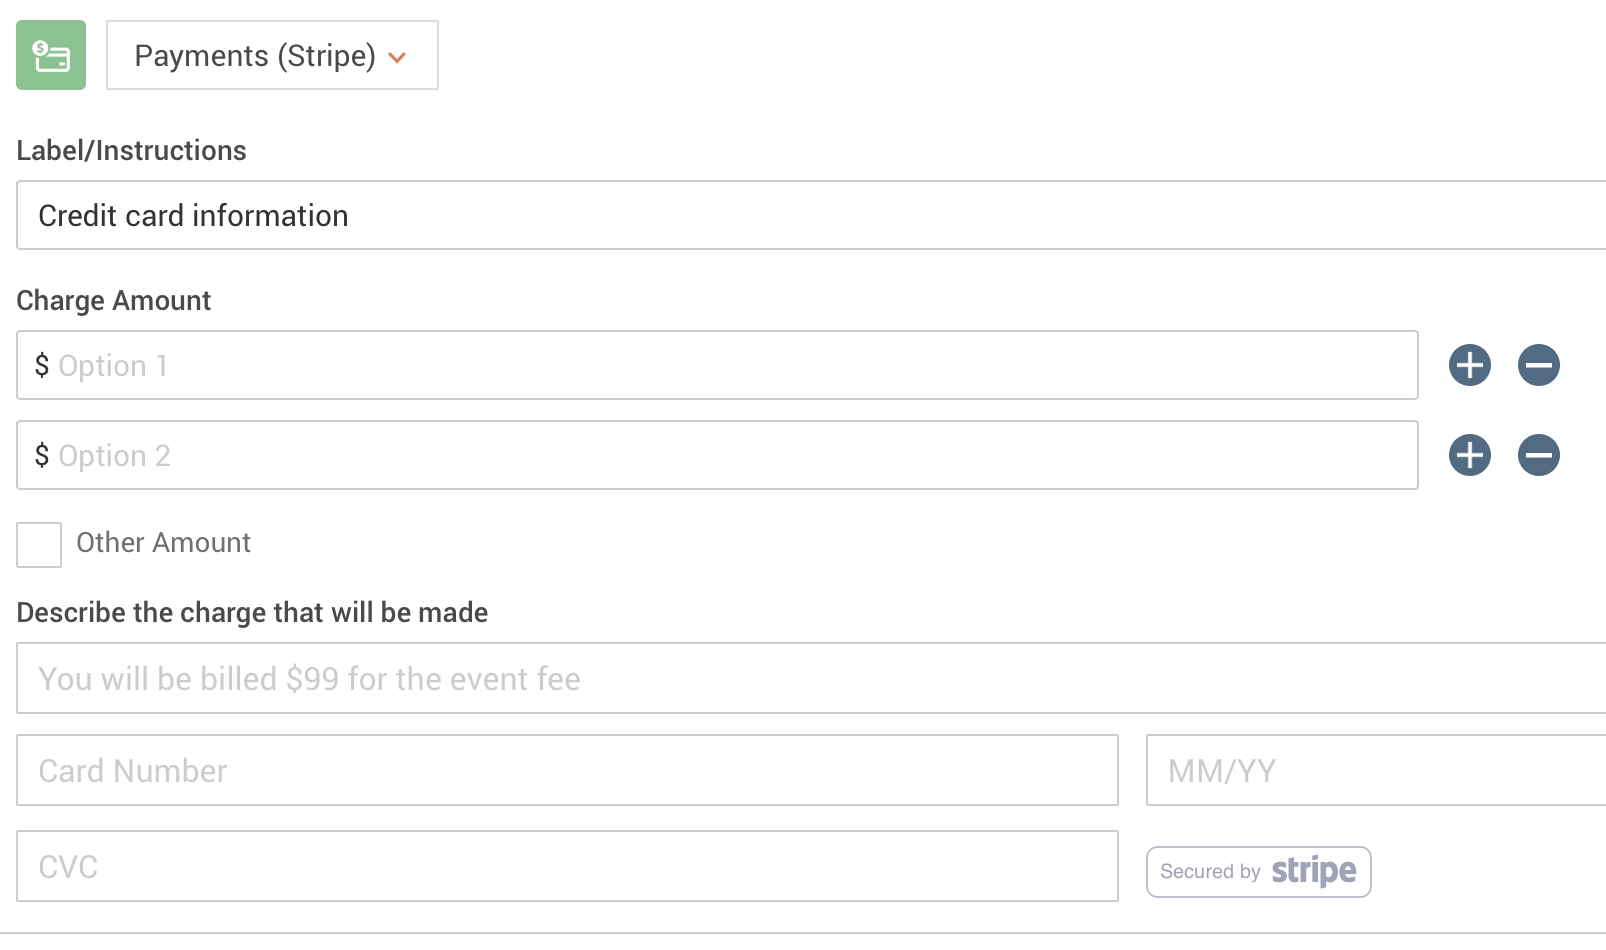 Payments (Stripe)
Label/Instructions
Credit card information
Charge Amount
$ Option 1
$ Option 2
Other Amount
Describe the charge that will be made
You will be billed $99 for the event fee
Card Number MM/YY
CVC Secured by stripe